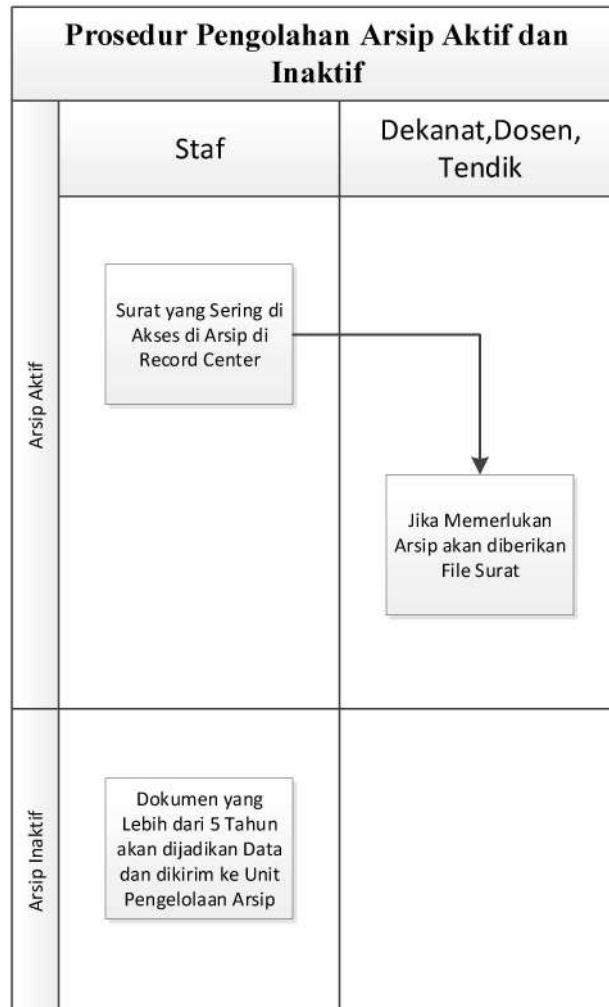 Prosedur Pengolahan Arsip Aktif dan
Inaktif
Staf
Dekanat,Dosen,
Tendik
Arsip Aktif
Surat yang Sering di
Akses di Arsip di
Record Center
Jika Memerlukan
Arsip akan diberikan
File Surat
Arsip Inaktif
Dokumen yang
Lebih dari 5 Tahun
akan dijadikan Data
dan dikirim ke Unit
Pengelolaan Arsip